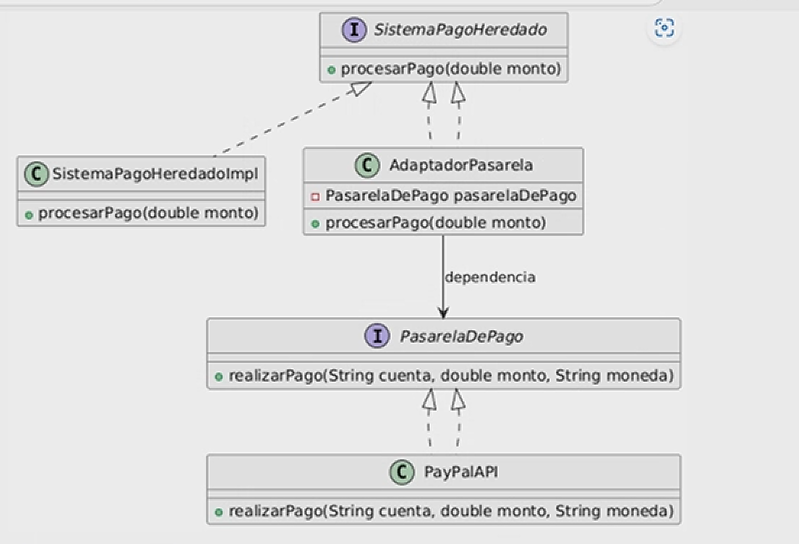 I SistemaPagoHeredado
procesarPago(double monto)
C SistemaPagoHeredadoImpl
procesarPago(double monto)
C AdaptadorPasarela
PasarelaDePago pasarelaDePago
procesarPago(double monto)
dependencia
I PasarelaDePago
realizarPago(String cuenta, double monto, String moneda)
C PayPalAPI
realizarPago(String cuenta, double monto, String moneda)